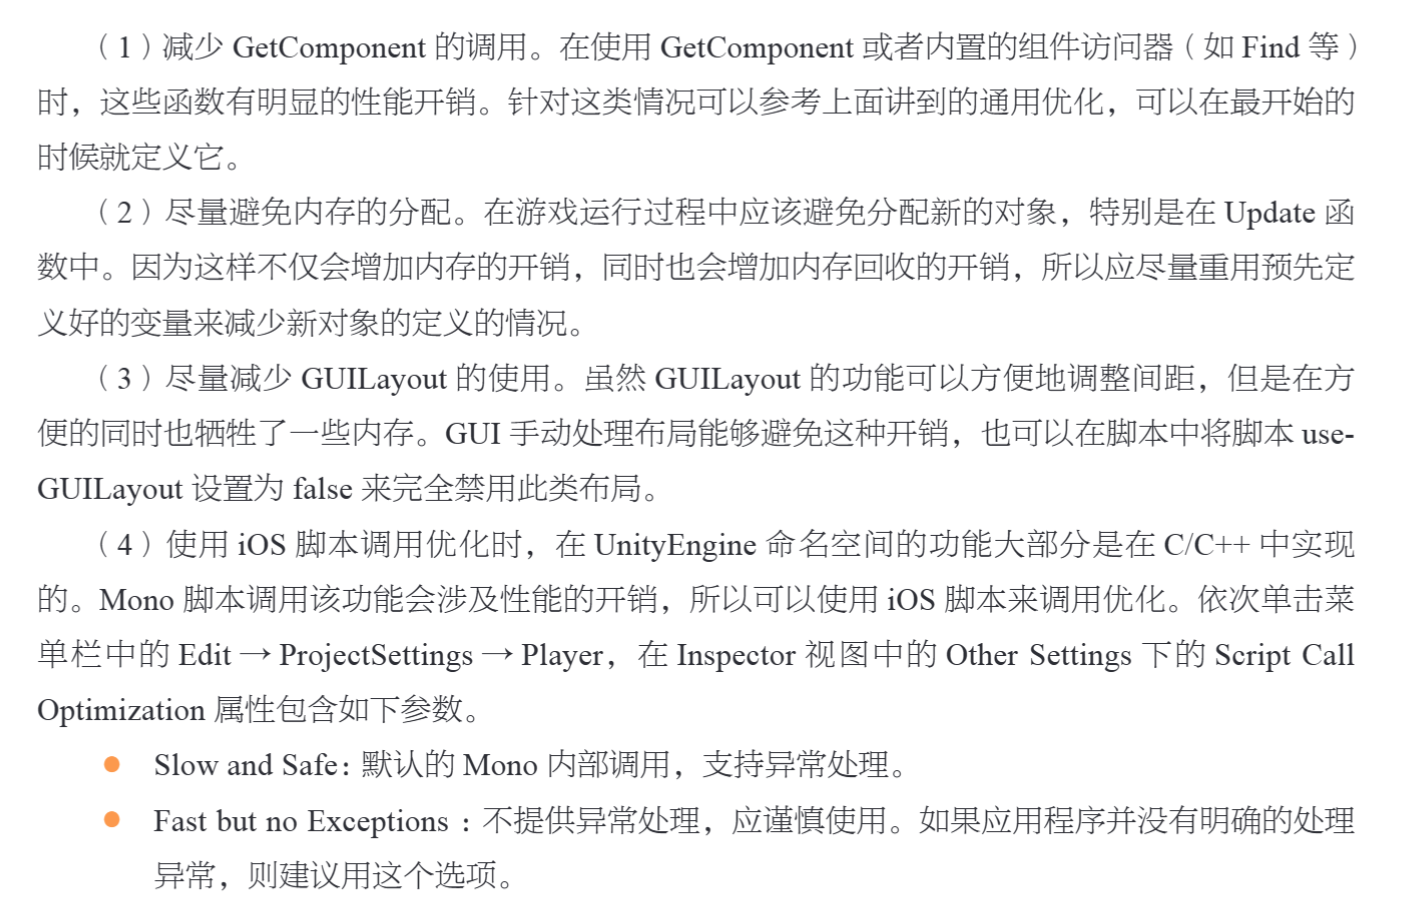 （1）减少 GetComponent 的调用。在使用 GetComponent 或者内置的组件访问器（如 Find 等）
时，这些函数有明显的性能开销。针对这类情况可以参考上面讲到的通用优化，可以在最开始的
时候就定义它。
（2）尽量避免内存的分配。在游戏运行过程中应该避免分配新的对象，特别是在 Update 函
数中。因为这样不仅会增加内存的开销，同时也会增加内存回收的开销，所以应尽量重用预先定
义好的变量来减少新对象的定义的情况。
（3）尽量减少 GUILayout 的使用。虽然 GUILayout 的功能可以方便地调整间距，但是在方
便的同时也牺牲了一些内存。GUI 手动处理布局能够避免这种开销，也可以在脚本中将脚本 use-
GUILayout 设置为 false 来完全禁用此类布局。
（4）使用 iOS 脚本调用优化时，在 UnityEngine 命名空间的功能大部分是在 C/C++ 中实现
的。Mono 脚本调用该功能会涉及性能的开销，所以可以使用 iOS 脚本来调用优化。依次单击菜
单栏中的 Edit → ProjectSettings → Player，在 Inspector 视图中的 Other Settings 下的 Script Call
Optimization 属性包含如下参数。
● Slow and Safe：默认的 Mono 内部调用，支持异常处理。
● Fast but no Exceptions：不提供异常处理，应谨慎使用。如果应用程序并没有明确的处理
异常，则建议用这个选项。